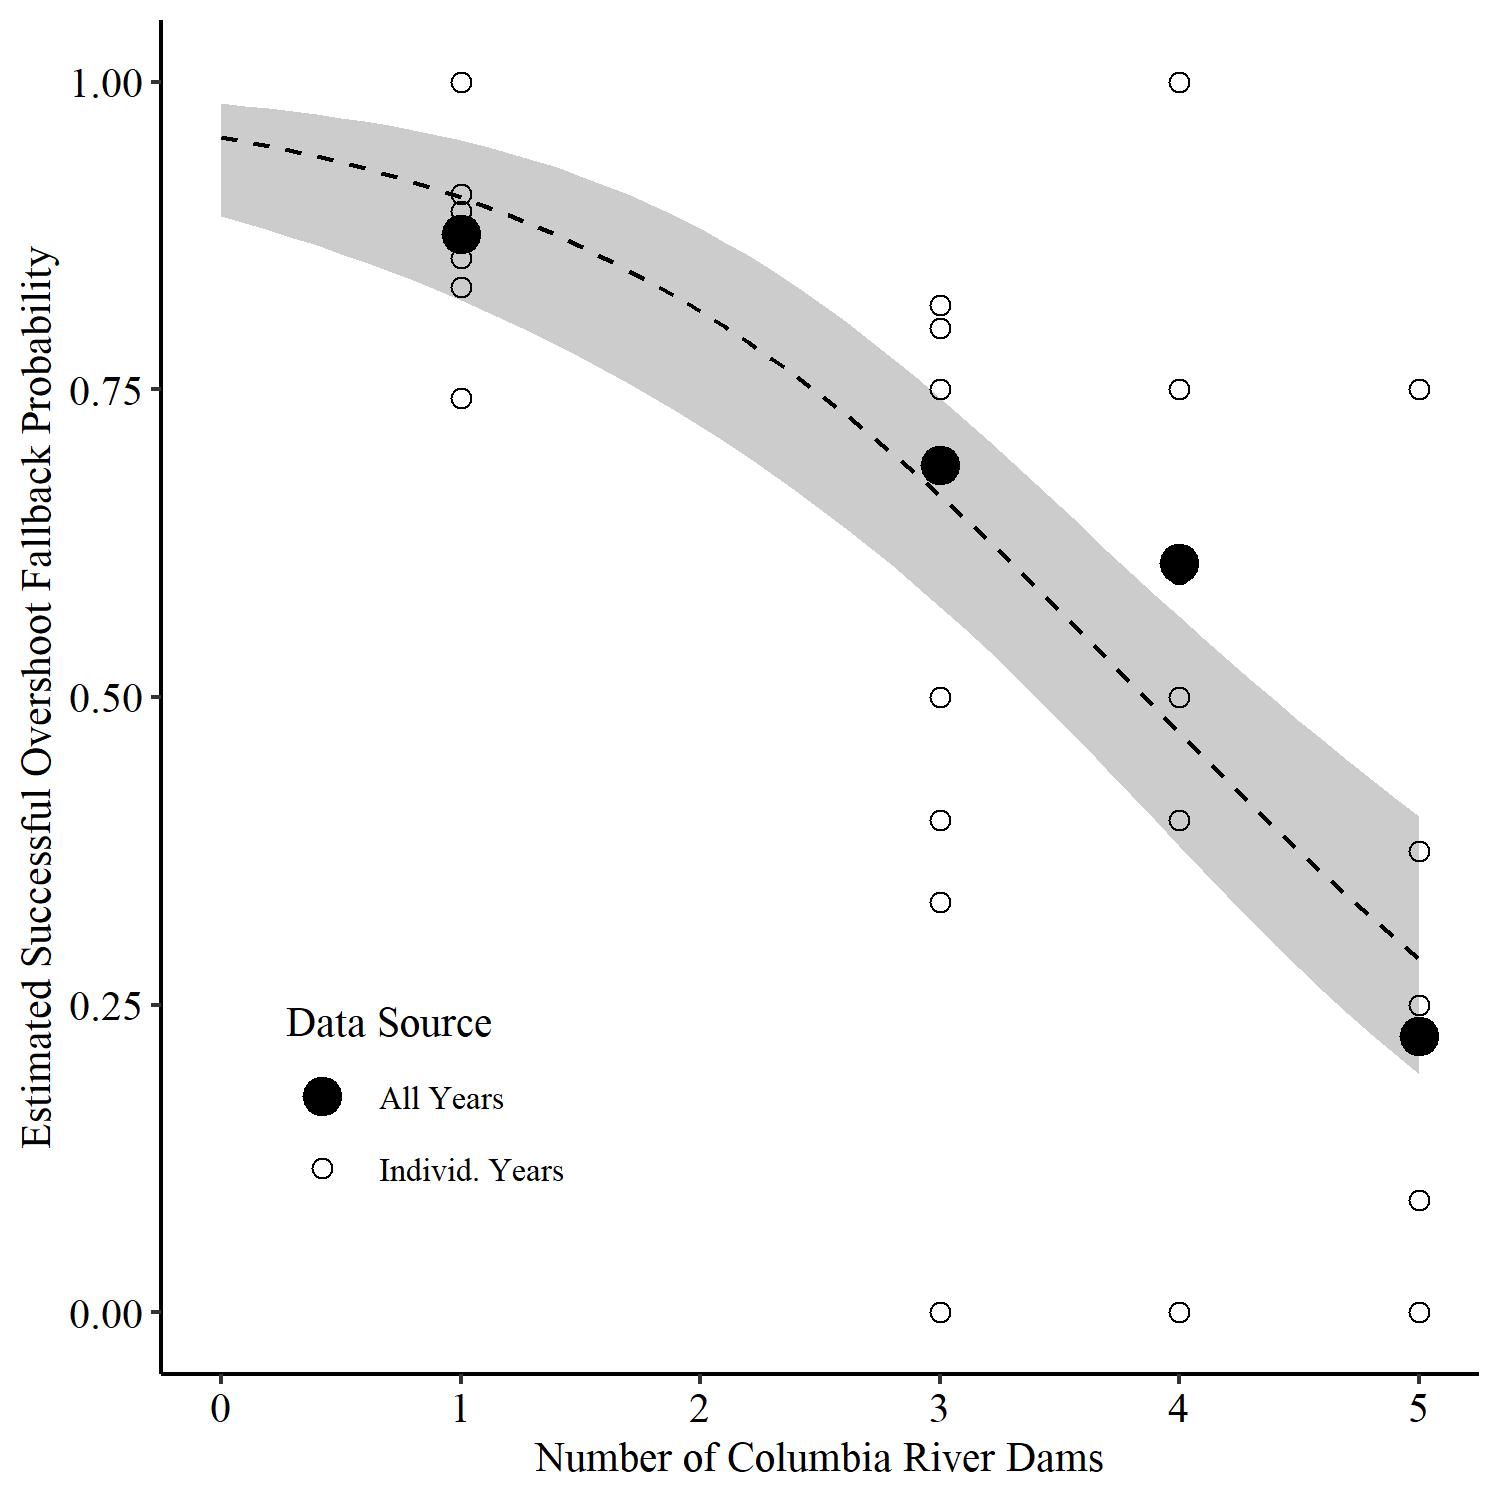 Estimated Successful Overshoot Fallback Probability
1.00
0.75
0.50
0.25
0.00
Data Source
All Years
Individ. Years
0 1 2 3 4 5
Number of Columbia River Dams